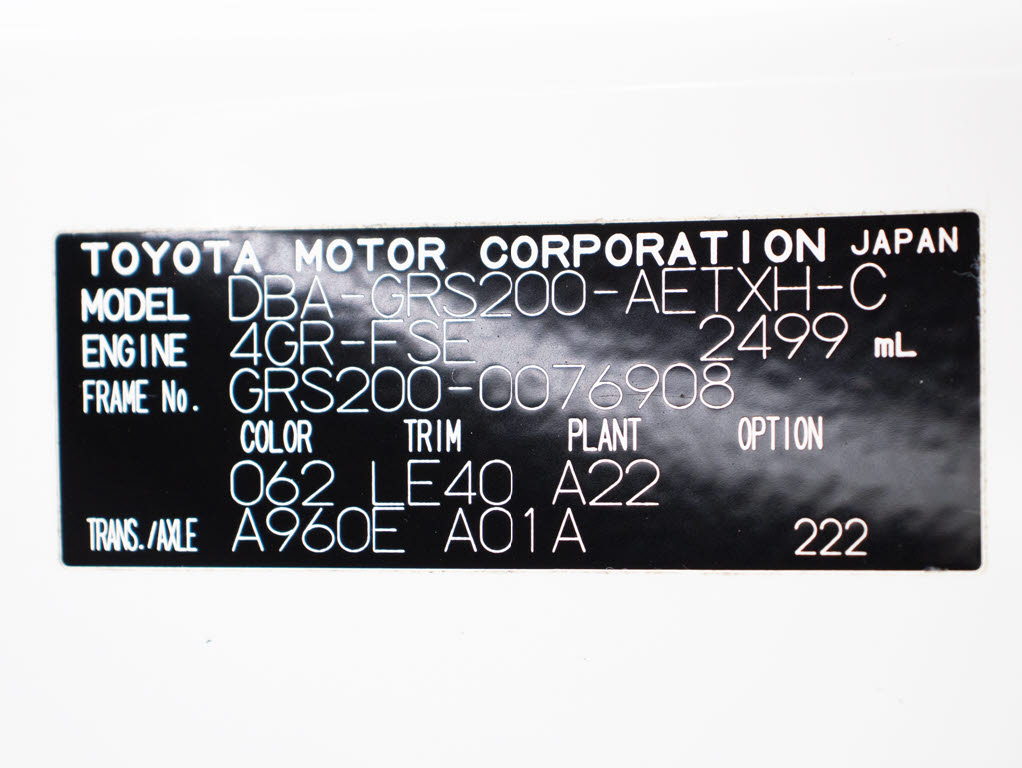 TOYOTA MOTOR CORPORATION JAPAN
MODEL DBA-GRS200-AETXH-C
ENGINE 4GR-FSE 2499 mL
FRAME No. GRS200-0076908
COLOR TRIM PLANT OPTION
062 LE40 A22
TRANS./AXLE A960E A01A 222